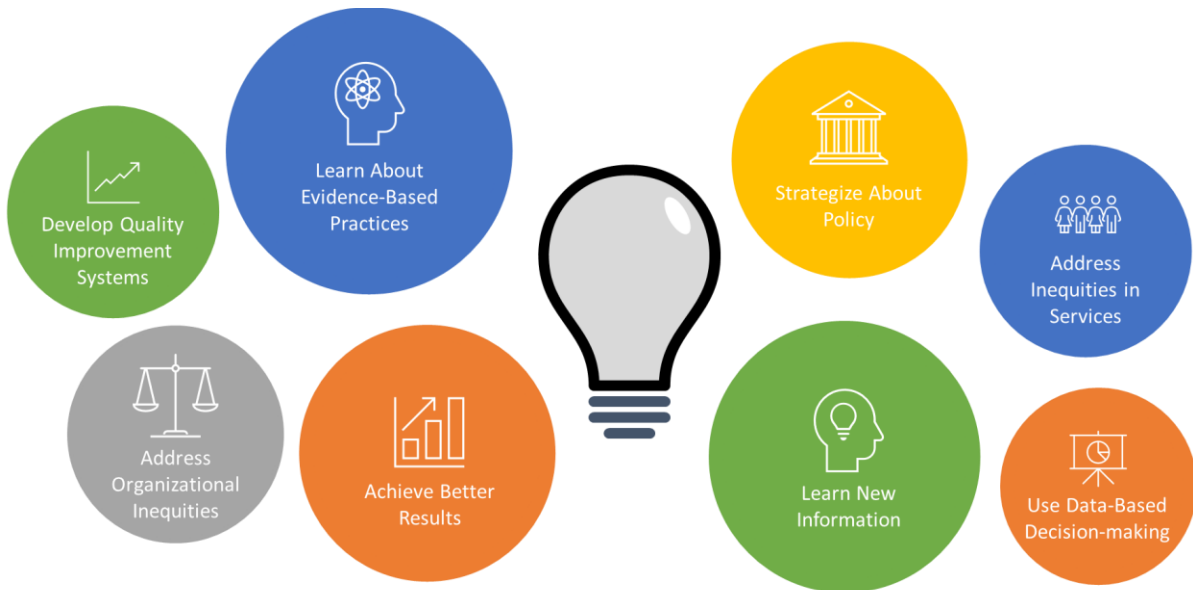 Learn About
Evidence-Based
Practices
Strategize About
Policy
Develop Quality
Improvement
Systems
Address
Inequities in
Services
Address
Organizational
Inequities
Achieve Better
Results
Learn New
Information
Use Data-Based
Decision-making